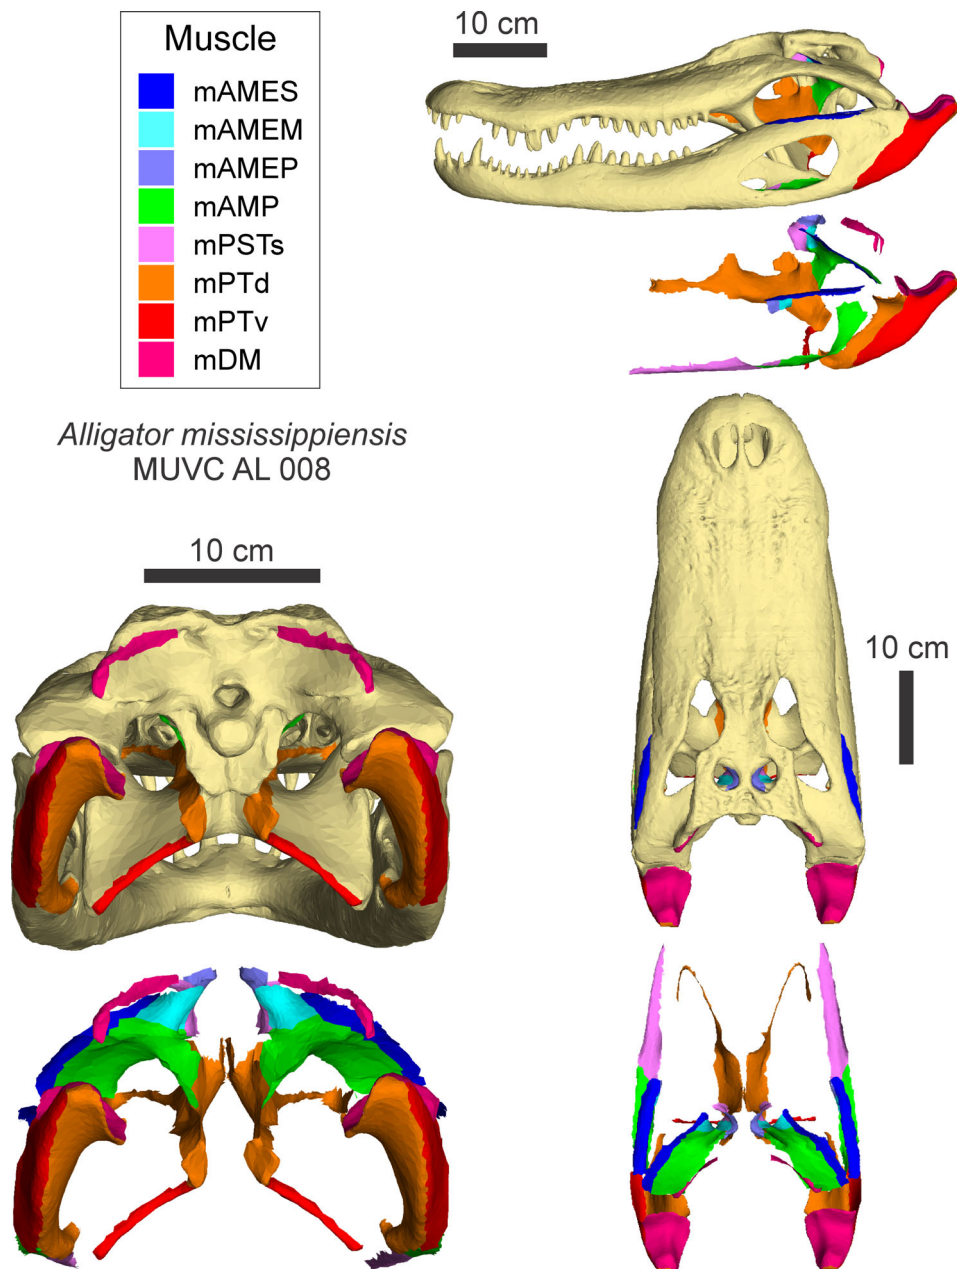 Muscle
mAMES
mAMEM
mAMEP
mAMP
mPSTs
mPTd
mPTv
mDM
10 cm
Alligator mississippiensis
MUVC AL 008
10 cm
10 cm